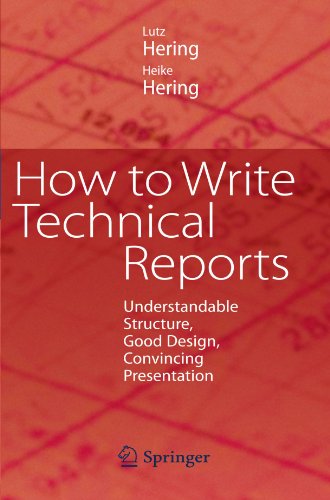 Lutz
Hering
Heike
Hering
How to Write
Technical
Reports
Understandable
Structure,
Good Design,
Convincing
Presentation
Springer